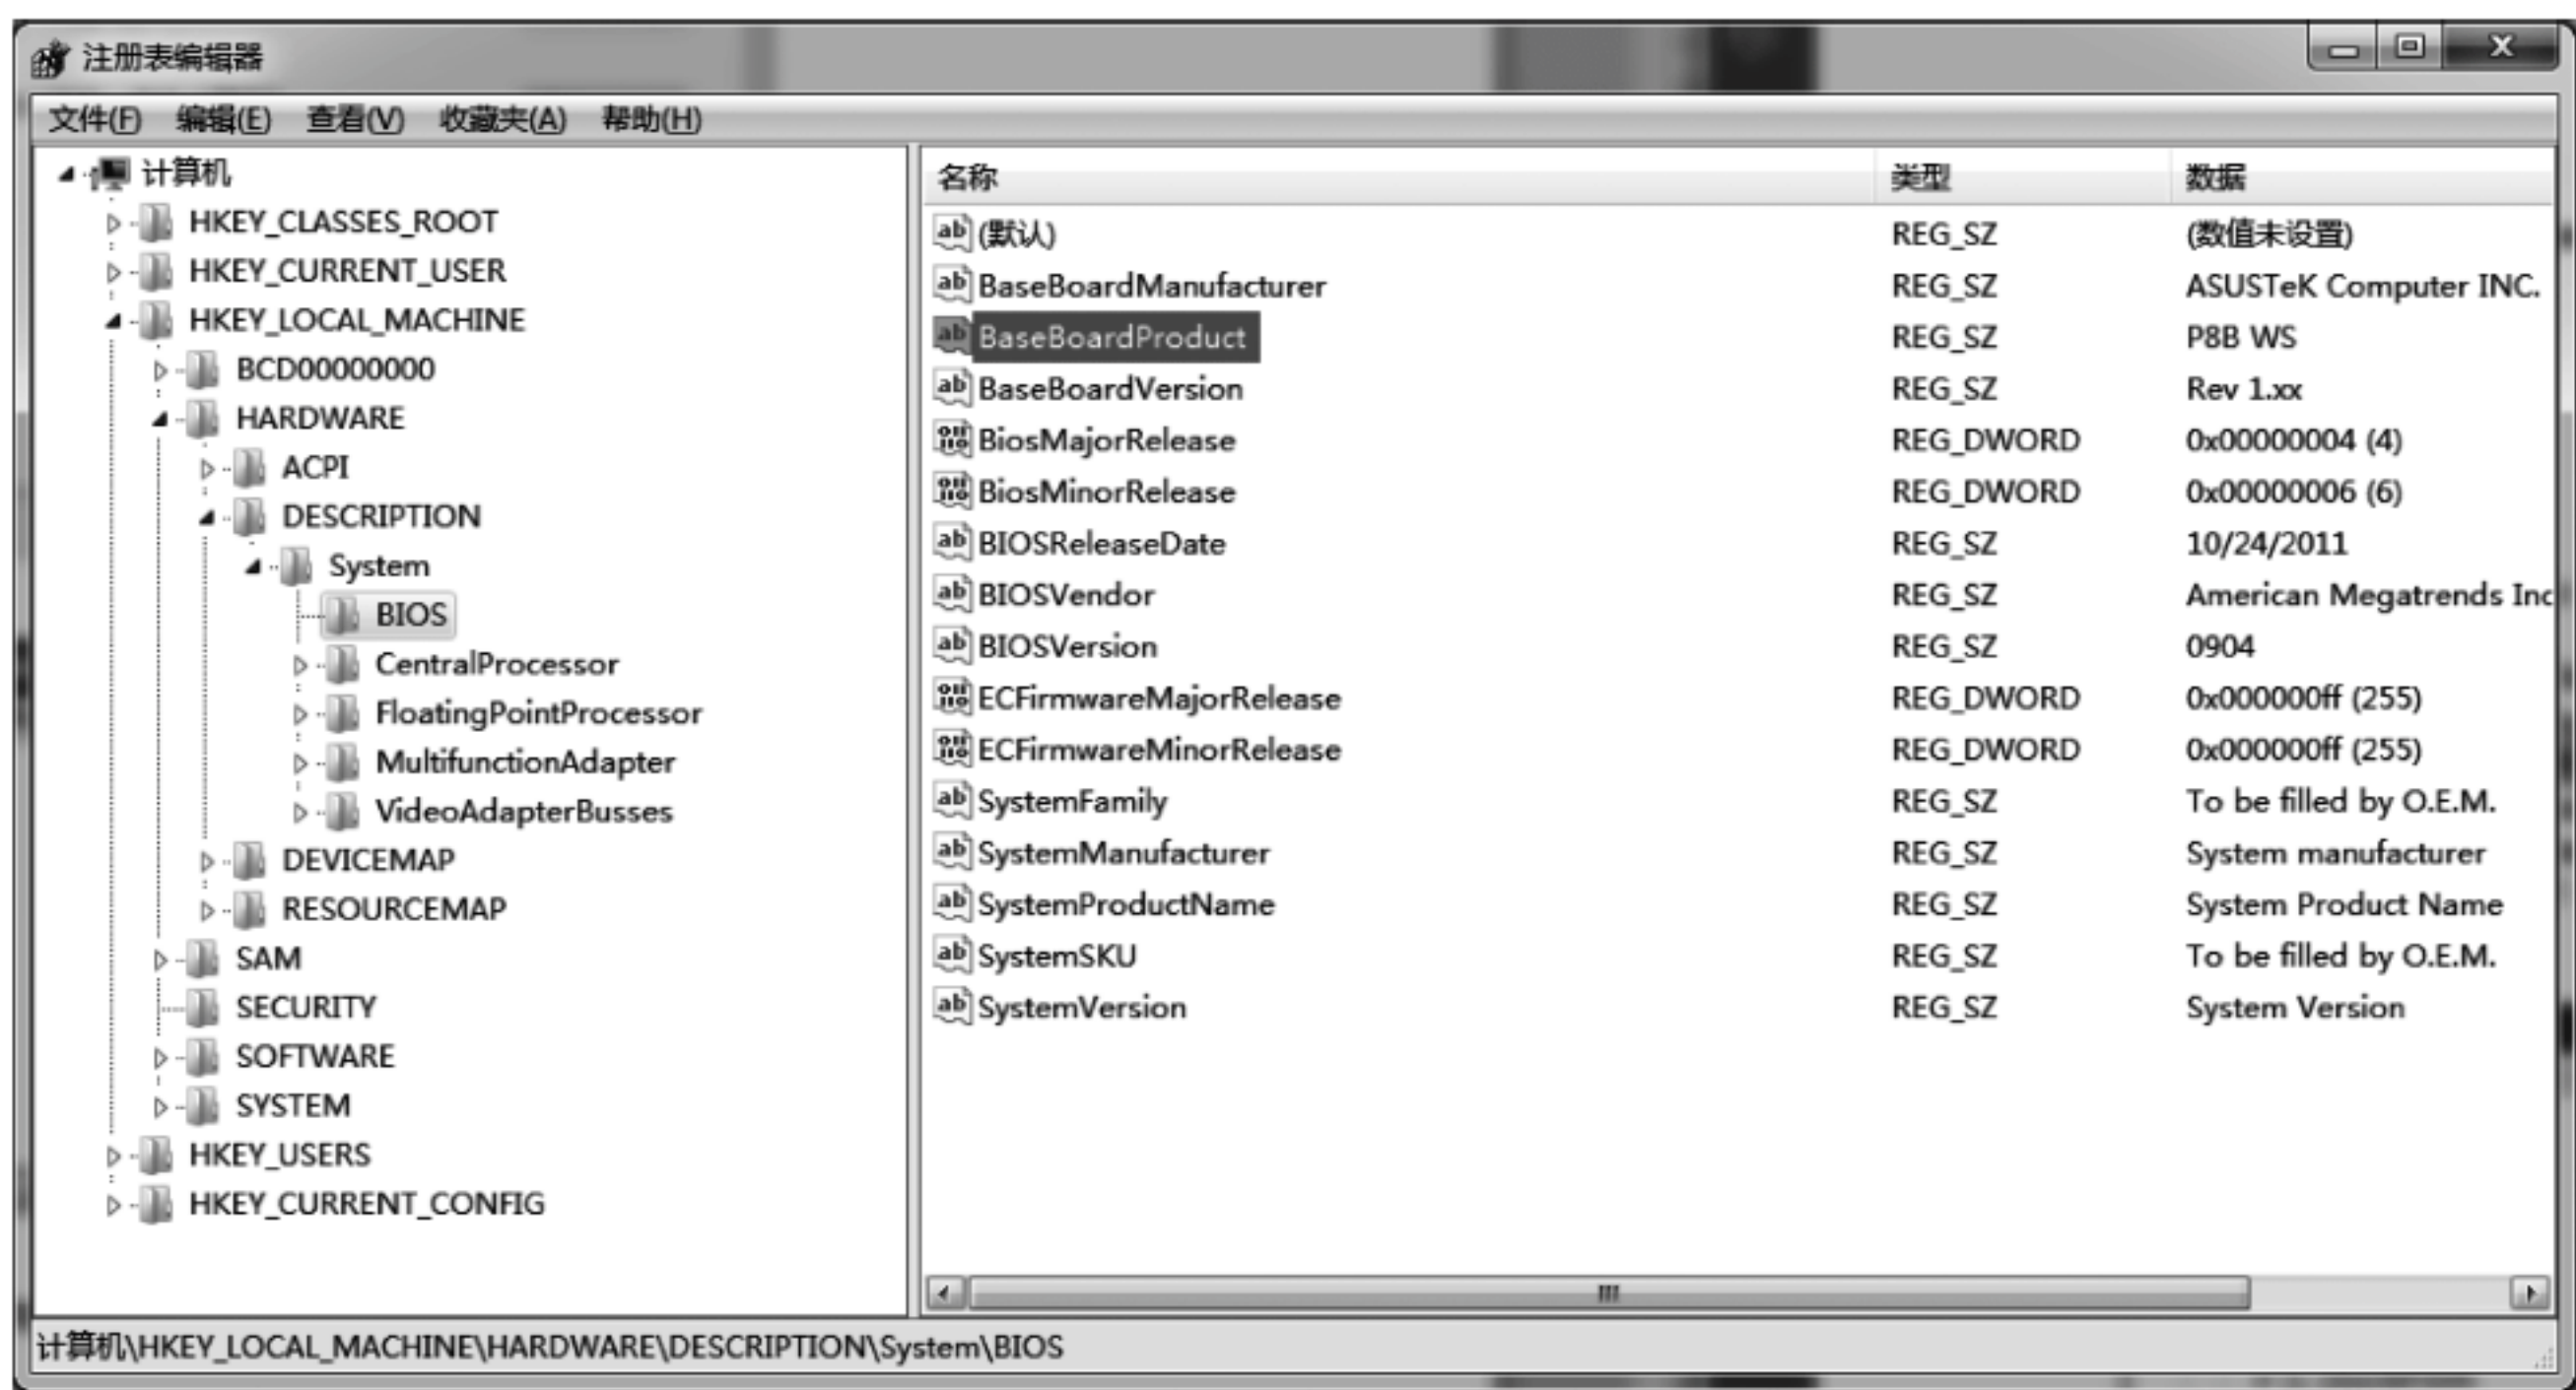 注册表编辑器
文件(F) 编辑(E) 查看(V) 收藏夹(A) 帮助(H)
计算机
HKEY_CLASSES_ROOT
HKEY_CURRENT_USER
HKEY_LOCAL_MACHINE
BCD00000000
HARDWARE
ACPI
DESCRIPTION
System
BIOS
CentralProcessor
FloatingPointProcessor
MultifunctionAdapter
VideoAdapterBusses
DEVICEMAP
RESOURCEMAP
SAM
SECURITY
SOFTWARE
SYSTEM
HKEY_USERS
HKEY_CURRENT_CONFIG
名称 类型 数据
(默认) REG_SZ (数值未设置)
BaseBoardManufacturer REG_SZ ASUSTeK Computer INC.
BaseBoardProduct REG_SZ P8B WS
BaseBoardVersion REG_SZ Rev 1.xx
BiosMajorRelease REG_DWORD 0x00000004 (4)
BiosMinorRelease REG_DWORD 0x00000006 (6)
BIOSReleaseDate REG_SZ 10/24/2011
BIOSVendor REG_SZ American Megatrends Inc
BIOSVersion REG_SZ 0904
ECFirmwareMajorRelease REG_DWORD 0x000000ff (255)
ECFirmwareMinorRelease REG_DWORD 0x000000ff (255)
SystemFamily REG_SZ To be filled by O.E.M.
SystemManufacturer REG_SZ System manufacturer
SystemProductName REG_SZ System Product Name
SystemSKU REG_SZ To be filled by O.E.M.
SystemVersion REG_SZ System Version
计算机\HKEY_LOCAL_MACHINE\HARDWARE\DESCRIPTION\System\BIOS